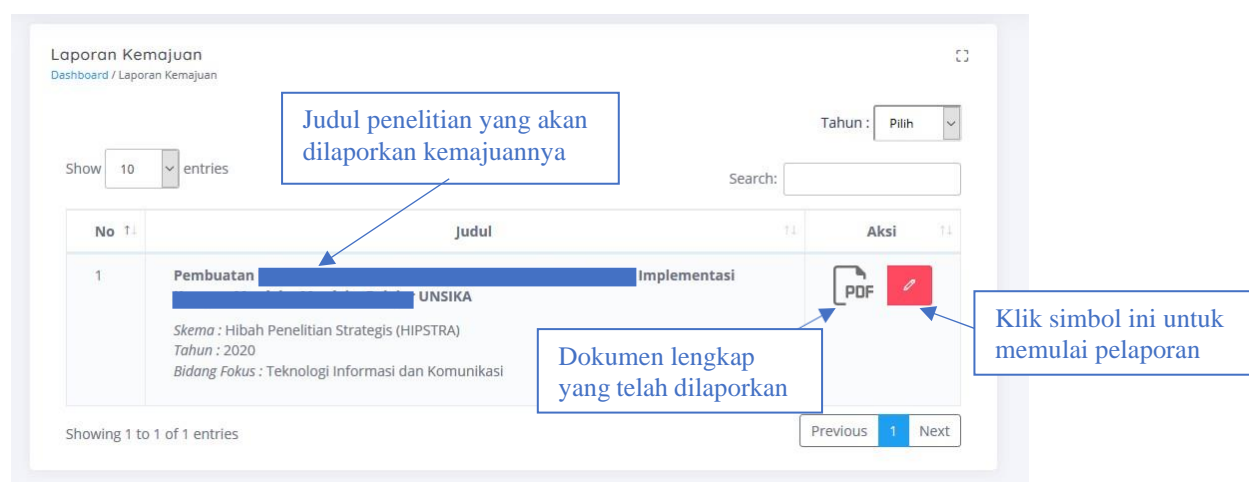 Laporan Kemajuan
Dashboard / Laporan Kemajuan
Judul penelitian yang akan
dilaporkan kemajuannya
Tahun : Pilih
Show 10 entries
Search:
No Judul Aksi
1 Pembuatan Implementasi
UNSIKA
PDF
Skema : Hibah Penelitian Strategis (HIPSTRA)
Tahun : 2020
Bidang Fokus : Teknologi Informasi dan Komunikasi
Klik simbol ini untuk
memulai pelaporan
Dokumen lengkap
yang telah dilaporkan
Showing 1 to 1 of 1 entries
Previous 1 Next